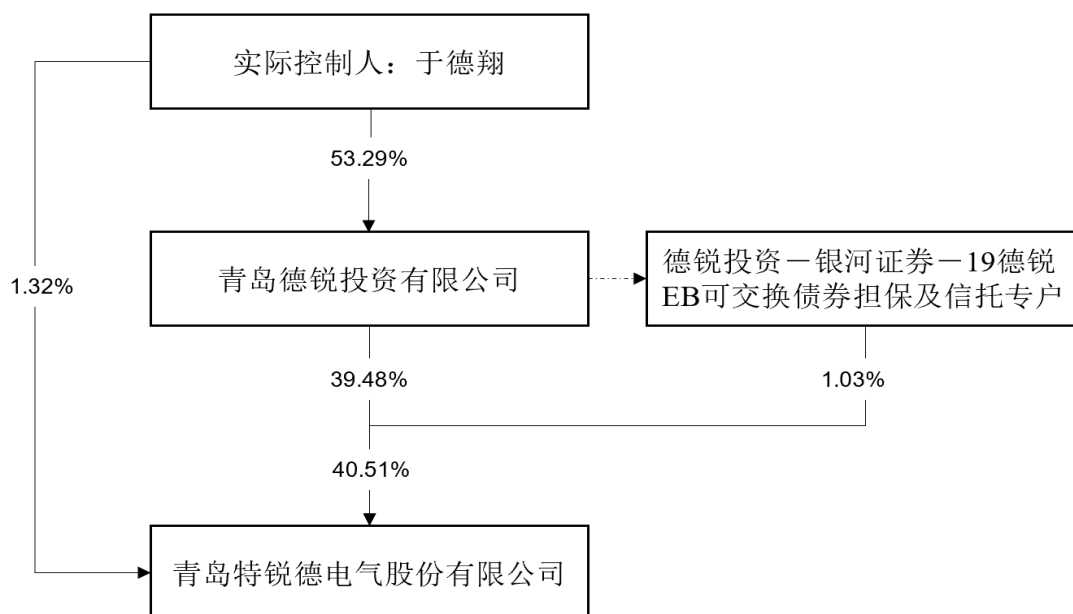 实际控制人：于德翔
53.29%
1.32%
青岛德锐投资有限公司
德锐投资－银河证券－19德锐
EB可交换债券担保及信托专户
39.48%
1.03%
40.51%
青岛特锐德电气股份有限公司